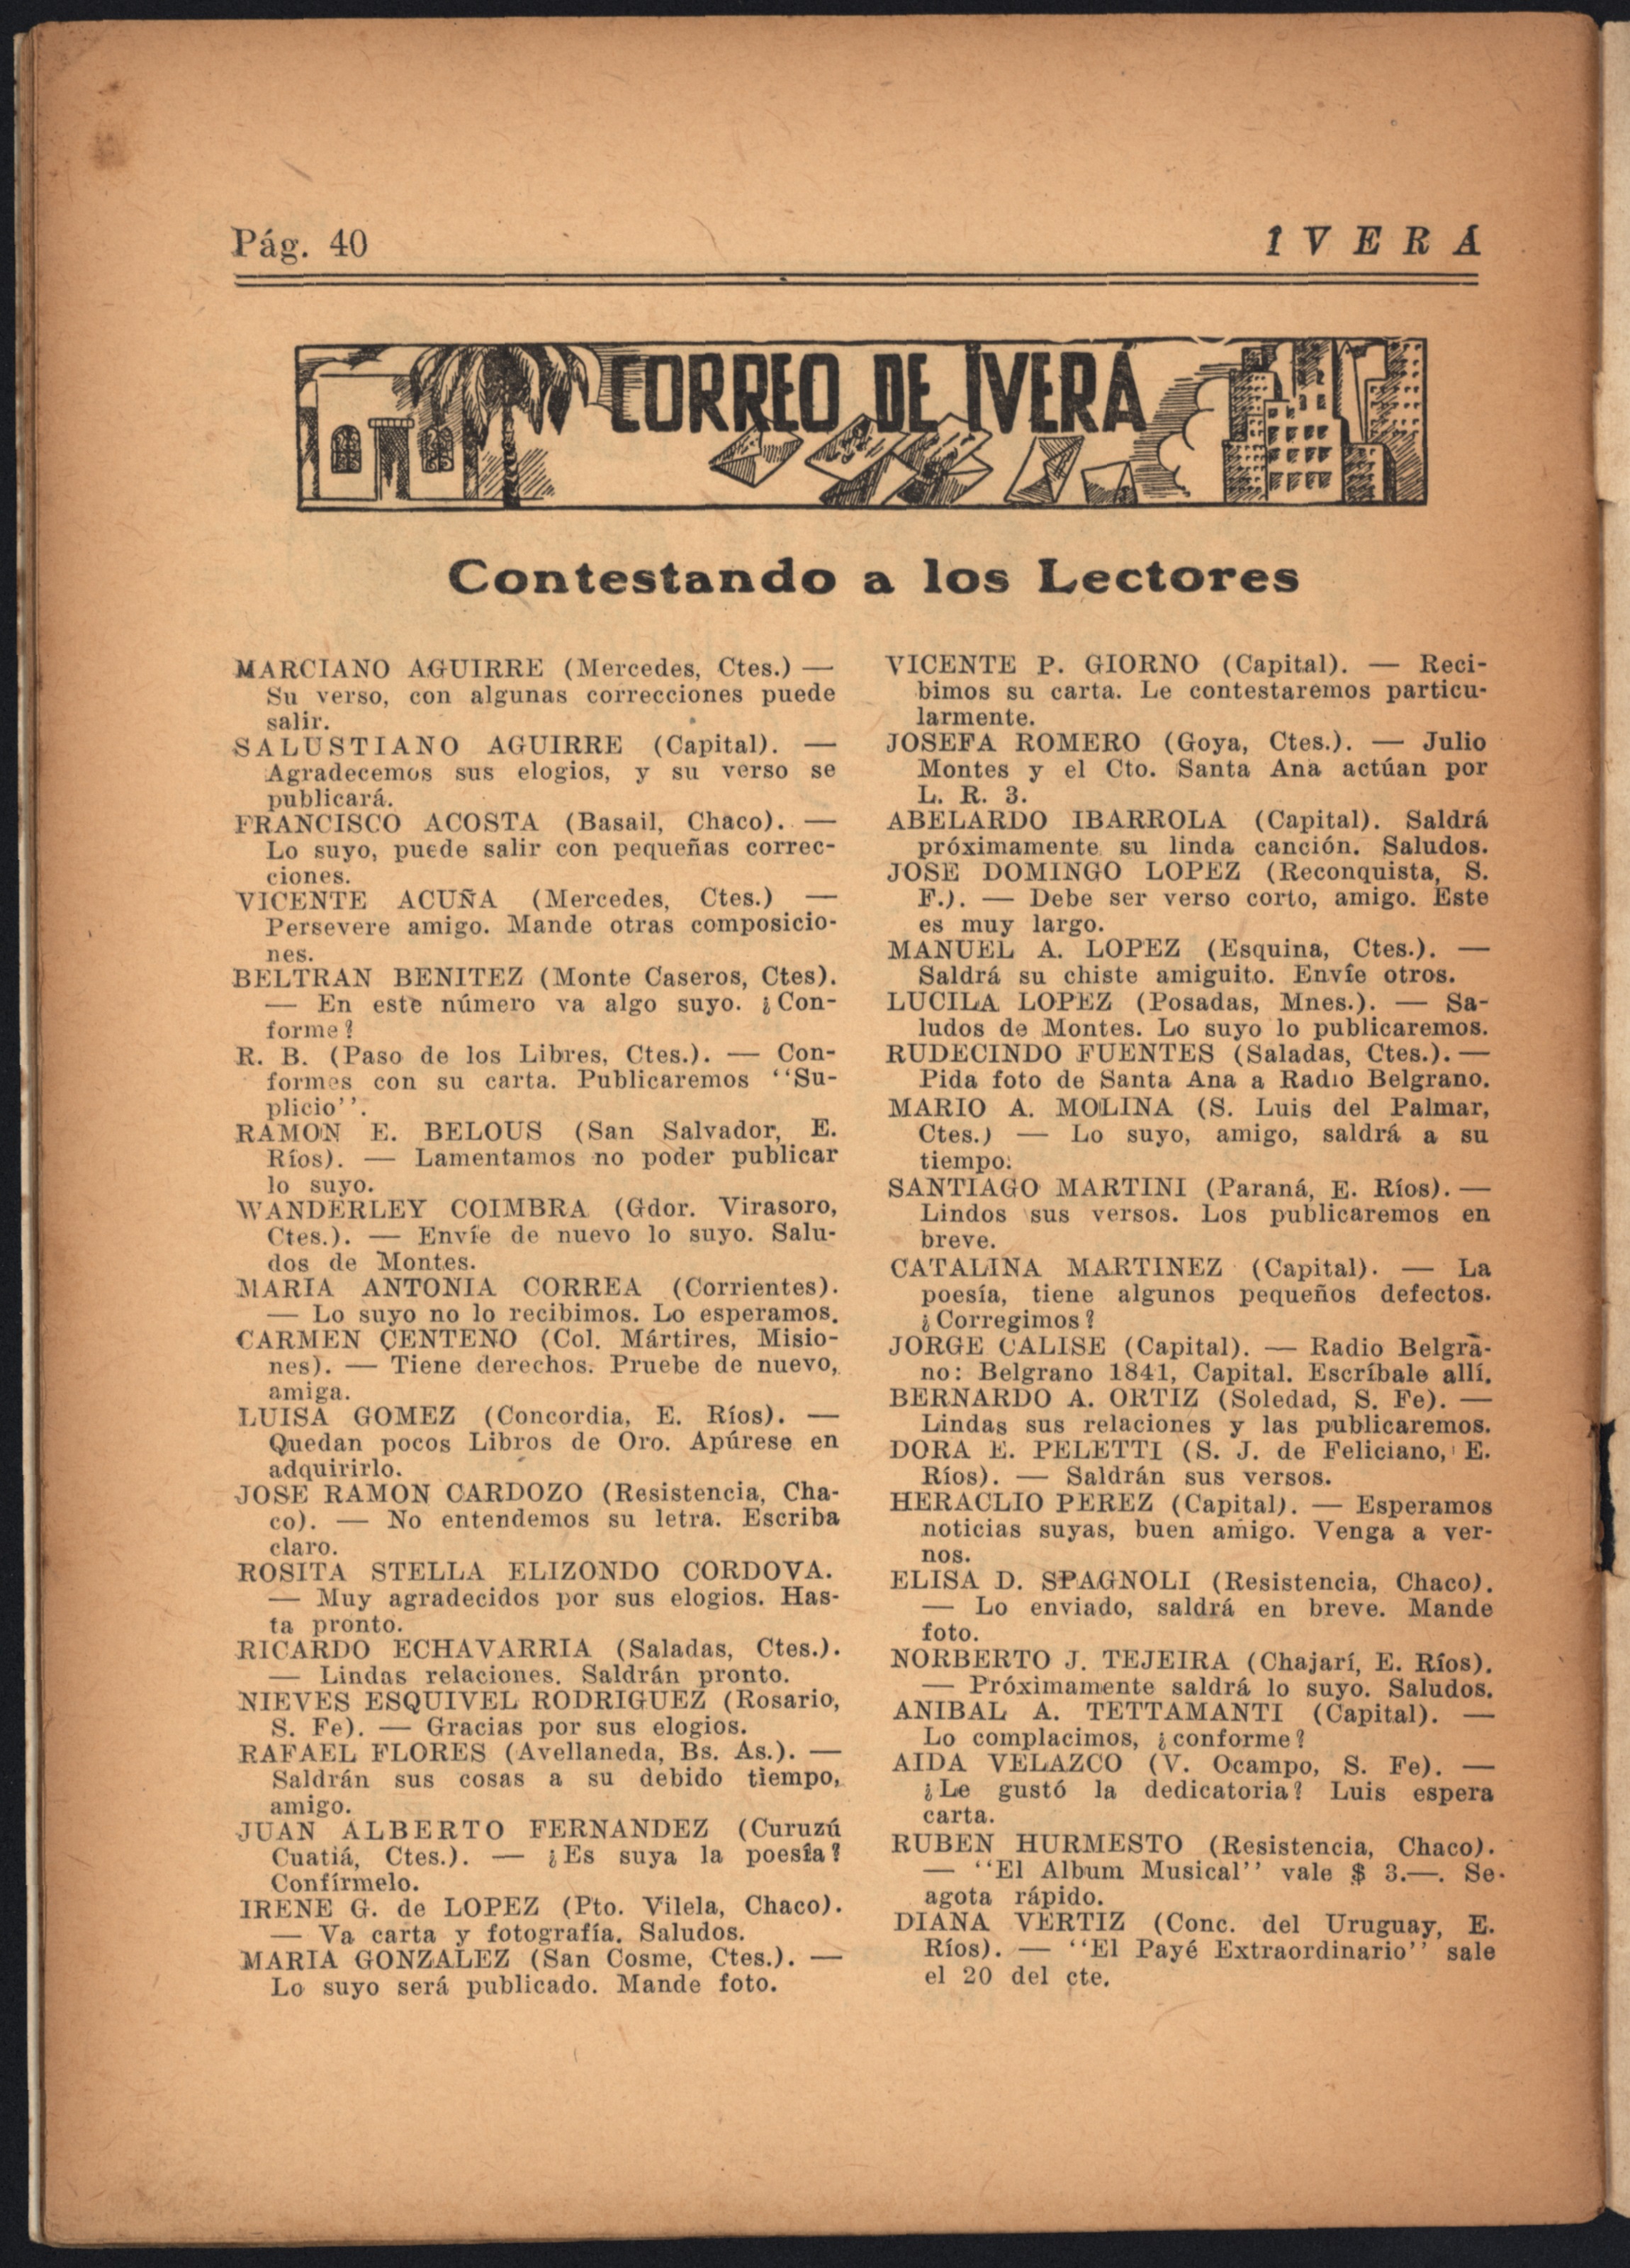 Pág. 40
IVERÁ
CORREO DE IVERÁ
Contestando a los Lectores
MARCIANO AGUIRRE (Mercedes, Ctes.) —
Su verso, con algunas correcciones puede
salir.
SALUSTIANO AGUIRRE (Capital). —
Agradecemos sus elogios, y su verso se
publicará.
FRANCISCO ACOSTA (Basail, Chaco). —
Lo suyo, puede salir con pequeñas correc-
ciones.
VICENTE ACUÑA (Mercedes, Ctes.) —
Persevere amigo. Mande otras composicio-
nes.
BELTRAN BENITEZ (Monte Caseros, Ctes).
— En este número va algo suyo. ¿Con-
forme?
R. B. (Paso de los Libres, Ctes.). — Con-
formes con su carta. Publicaremos "Su-
plicio".
RAMON E. BELOUS (San Salvador, E.
Ríos). — Lamentamos no poder publicar
lo suyo.
WANDERLEY COIMBRA (Gdor. Virasoro,
Ctes.). — Envíe de nuevo lo suyo. Salu-
dos de Montes.
MARIA ANTONIA CORREA (Corrientes).
— Lo suyo no lo recibimos. Lo esperamos.
CARMEN CENTENO (Col. Mártires, Misio-
nes). — Tiene derechos. Pruebe de nuevo,
amiga.
LUISA GOMEZ (Concordia, E. Ríos). —
Quedan pocos Libros de Oro. Apúrese en
adquirirlo.
JOSE RAMON CARDOZO (Resistencia, Cha-
co). — No entendemos su letra. Escriba
claro.
ROSITA STELLA ELIZONDO CORDOVA.
— Muy agradecidos por sus elogios. Has-
ta pronto.
RICARDO ECHAVARRIA (Saladas, Ctes.).
— Lindas relaciones. Saldrán pronto.
NIEVES ESQUIVEL RODRIGUEZ (Rosario,
S. Fe). — Gracias por sus elogios.
RAFAEL FLORES (Avellaneda, Bs. As.). —
Saldrán sus cosas a su debido tiempo,
amigo.
JUAN ALBERTO FERNANDEZ (Curuzú
Cuatiá, Ctes.). — ¿Es suya la poesía?
Confírmelo.
IRENE G. de LOPEZ (Pto. Vilela, Chaco).
— Va carta y fotografía. Saludos.
MARIA GONZALEZ (San Cosme, Ctes.). —
Lo suyo será publicado. Mande foto.
VICENTE P. GIORNO (Capital). — Reci-
bimos su carta. Le contestaremos particu-
larmente.
JOSEFA ROMERO (Goya, Ctes.). — Julio
Montes y el Cto. Santa Ana actúan por
L. R. 3.
ABELARDO IBARROLA (Capital). Saldrá
próximamente su linda canción. Saludos.
JOSE DOMINGO LOPEZ (Reconquista, S.
F.). — Debe ser verso corto, amigo. Este
es muy largo.
MANUEL A. LOPEZ (Esquina, Ctes.). —
Saldrá su chiste amiguito. Envíe otros.
LUCILA LOPEZ (Posadas, Mnes.). — Sa-
ludos de Montes. Lo suyo lo publicaremos.
RUDECINDO FUENTES (Saladas, Ctes.). —
Pida foto de Santa Ana a Radio Belgrano.
MARIO A. MOLINA (S. Luis del Palmar,
Ctes.) — Lo suyo, amigo, saldrá a su
tiempo.
SANTIAGO MARTINI (Paraná, E. Ríos). —
Lindos sus versos. Los publicaremos en
breve.
CATALINA MARTINEZ (Capital). — La
poesía, tiene algunos pequeños defectos.
¿Corregimos?
JORGE CALISE (Capital). — Radio Belgra-
no: Belgrano 1841, Capital. Escríbale allí.
BERNARDO A. ORTIZ (Soledad, S. Fe). —
Lindas sus relaciones y las publicaremos.
DORA E. PELETTI (S. J. de Feliciano, E.
Ríos). — Saldrán sus versos.
HERACLIO PEREZ (Capital). — Esperamos
noticias suyas, buen amigo. Venga a ver-
nos.
ELISA D. SPAGNOLI (Resistencia, Chaco).
— Lo enviado, saldrá en breve. Mande
foto.
NORBERTO J. TEJEIRA (Chajarí, E. Ríos).
— Próximamente saldrá lo suyo. Saludos.
ANIBAL A. TETTAMANTI (Capital). —
Lo complacimos, ¿conforme?
AIDA VELAZCO (V. Ocampo, S. Fe). —
¿Le gustó la dedicatoria? Luis espera
carta.
RUBEN HURMESTO (Resistencia, Chaco).
— "El Album Musical" vale $ 3.—. Se
agota rápido.
DIANA VERTIZ (Conc. del Uruguay, E.
Ríos). — "El Payé Extraordinario" sale
el 20 del cte.